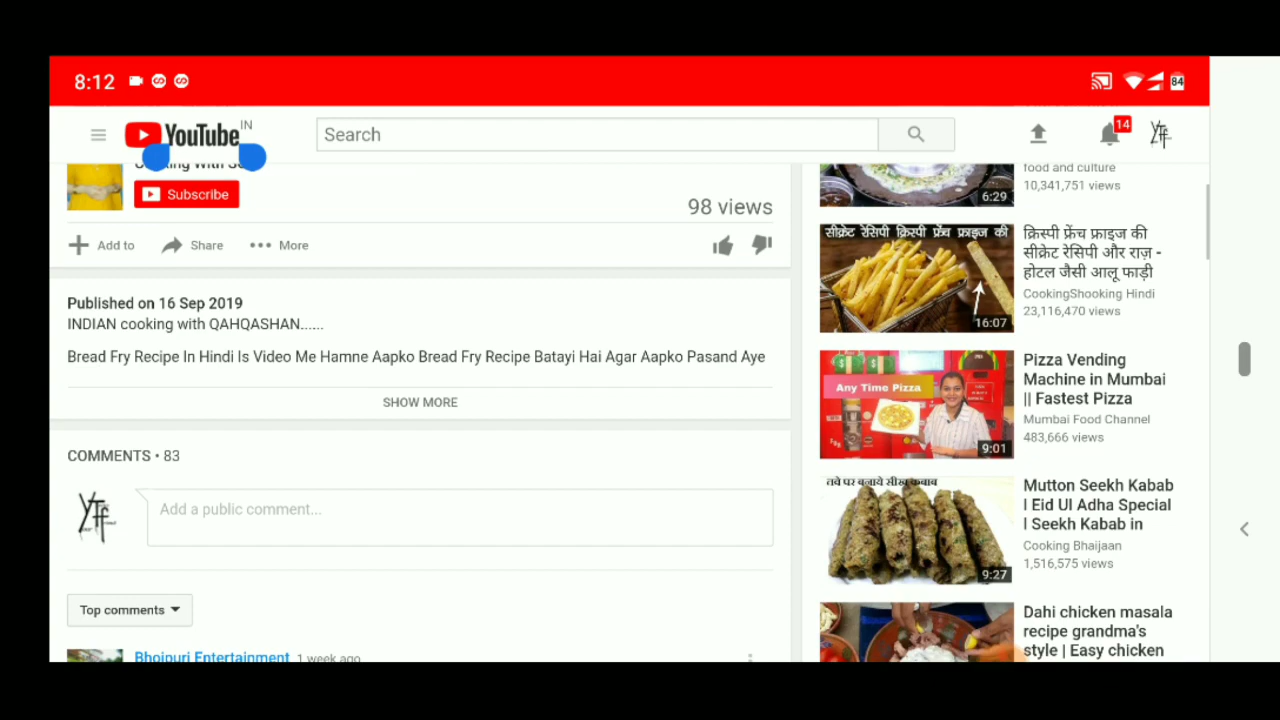 8:12
84
YouTube IN
Search
14
Cooking With
Subscribe
98 views
Add to
Share
More
Published on 16 Sep 2019
INDIAN cooking with QAHQASHAN......
Bread Fry Recipe In Hindi Is Video Me Hamne Aapko Bread Fry Recipe Batayi Hai Agar Aapko Pasand Aye
SHOW MORE
COMMENTS • 83
Add a public comment...
Top comments
Bhojpuri Entertainment 1 week ago
food and culture
10,341,751 views
6:29
सीक्रेट रेसिपी क्रिस्पी फ्रेंच फ्राइज की
16:07
क्रिस्पी फ्रेंच फ्राइज की
सीक्रेट रेसिपी और राज़ -
होटल जैसी आलू फाड़ी
CookingShooking Hindi
23,116,470 views
Any Time Pizza
9:01
Pizza Vending
Machine in Mumbai
|| Fastest Pizza
Mumbai Food Channel
483,666 views
तवे पर बनाये सीख कबाब
9:27
Mutton Seekh Kabab
I Eid Ul Adha Special
I Seekh Kabab in
Cooking Bhaijaan
1,516,575 views
Dahi chicken masala
recipe grandma's
style | Easy chicken